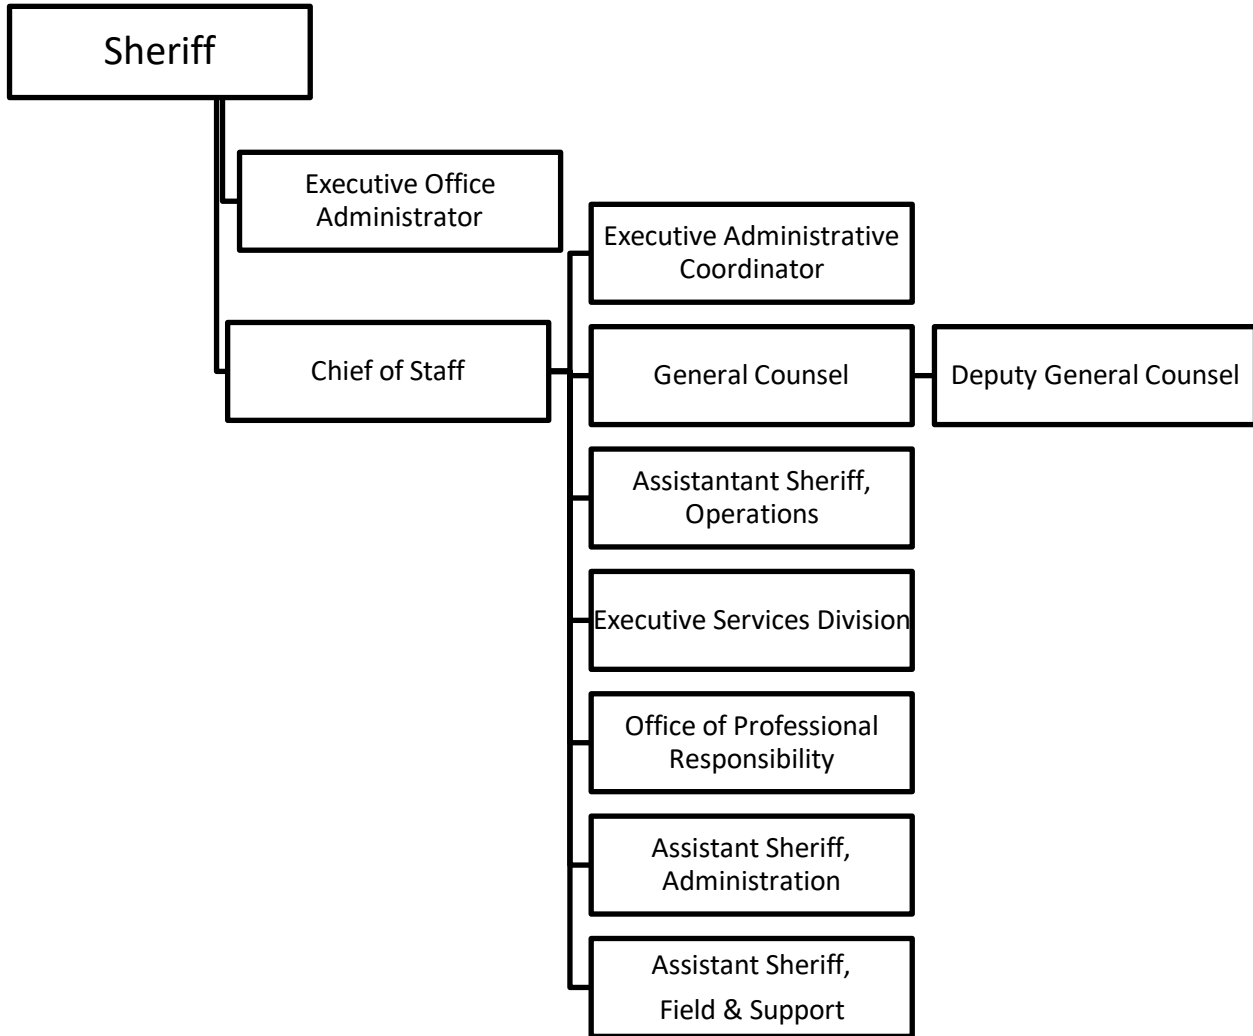 Sheriff
Executive Office
Administrator
Executive Administrative
Coordinator
Chief of Staff
General Counsel
Deputy General Counsel
Assistantant Sheriff,
Operations
Executive Services Division
Office of Professional
Responsibility
Assistant Sheriff,
Administration
Assistant Sheriff,
Field & Support